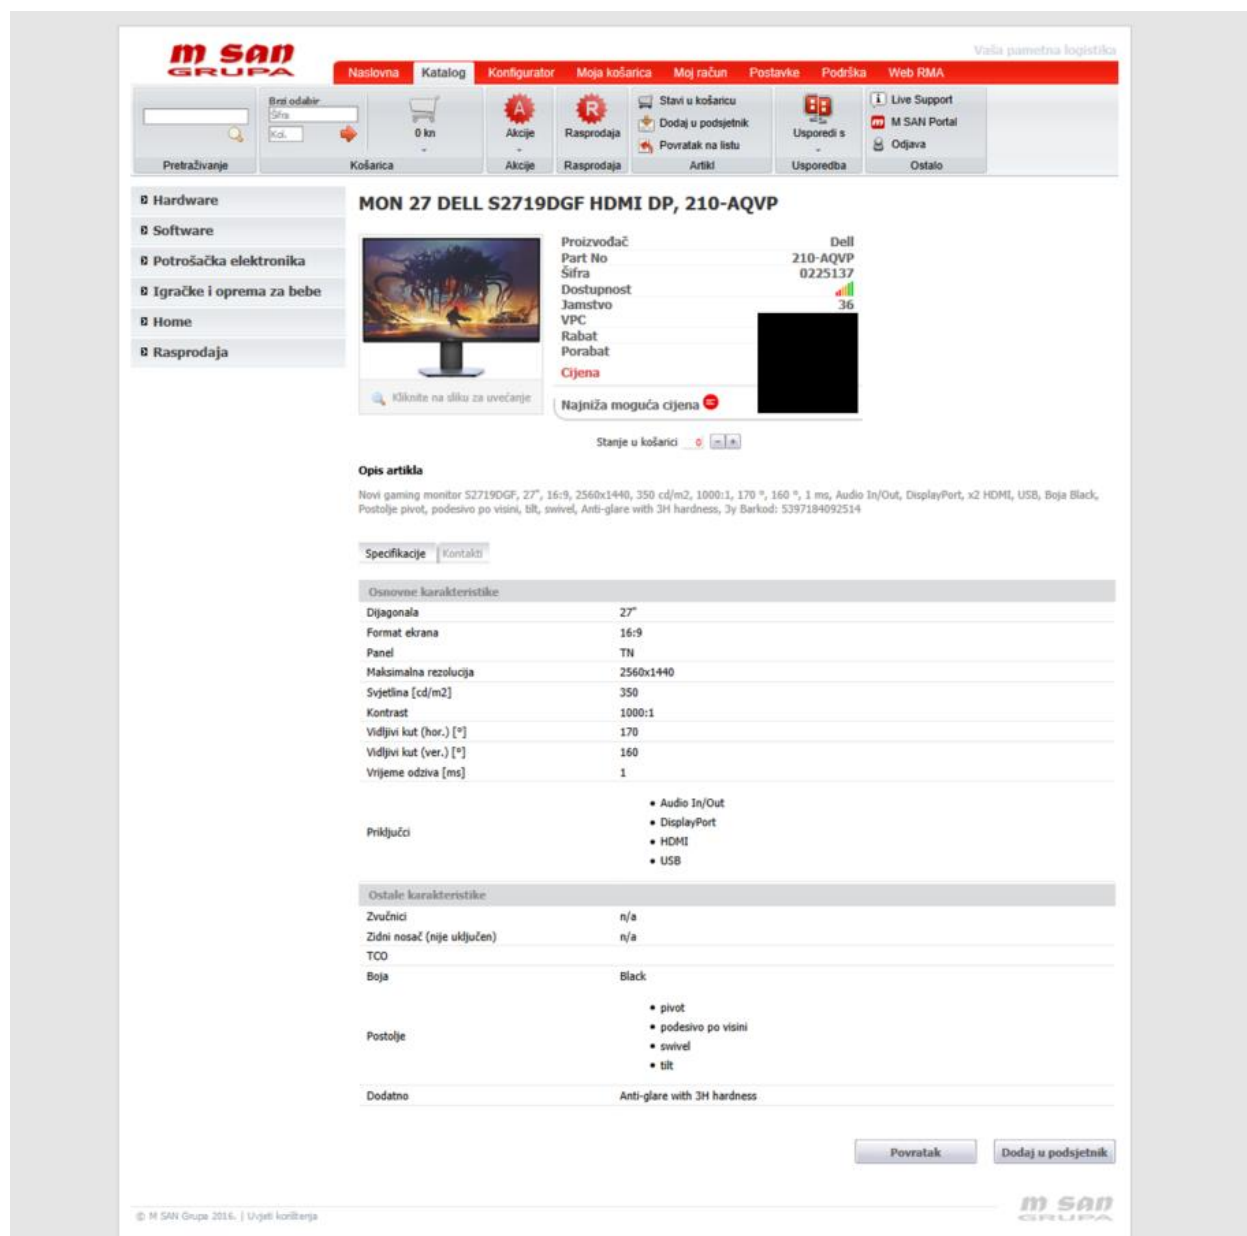 m san
GRUPA
Vaša pametna logistika
Naslovna Katalog Konfigurator Moja košarica Moj račun Postavke Podrška Web RMA
Brzi odabir
Šifra
Kol.
0 kn
A
Akcije
R
Rasprodaja
Stavi u košaricu
Dodaj u podsjetnik
Povratak na listu
Usporedi s
Live Support
M SAN Portal
Odjava
Pretraživanje Košarica Akcije Rasprodaja Artikl Usporedba Ostalo
Hardware
Software
Potrošačka elektronika
Igračke i oprema za bebe
Home
Rasprodaja
MON 27 DELL S2719DGF HDMI DP, 210-AQVP
Kliknite na sliku za uvećanje
Proizvođač Dell
Part No 210-AQVP
Šifra 0225137
Dostupnost
Jamstvo 36
VPC
Rabat
Porabat
Cijena
Najniža moguća cijena
Stanje u košarici 0 - +
Opis artikla
Novi gaming monitor S2719DGF, 27", 16:9, 2560x1440, 350 cd/m2, 1000:1, 170 °, 160 °, 1 ms, Audio In/Out, DisplayPort, x2 HDMI, USB, Boja Black,
Postolje pivot, podesivo po visini, tilt, swivel, Anti-glare with 3H hardness, 3y Barkod: 5397184092514
Specifikacije Kontakti
Osnovne karakteristike
Dijagonala 27"
Format ekrana 16:9
Panel TN
Maksimalna rezolucija 2560x1440
Svjetlina [cd/m2] 350
Kontrast 1000:1
Vidljivi kut (hor.) [°] 170
Vidljivi kut (ver.) [°] 160
Vrijeme odziva [ms] 1
Priključci
• Audio In/Out
• DisplayPort
• HDMI
• USB
Ostale karakteristike
Zvučnici n/a
Zidni nosač (nije uključen) n/a
TCO
Boja Black
Postolje
• pivot
• podesivo po visini
• swivel
• tilt
Dodatno Anti-glare with 3H hardness
Povratak Dodaj u podsjetnik
© M SAN Grupa 2016. | Uvjeti korištenja
m san
GRUPA